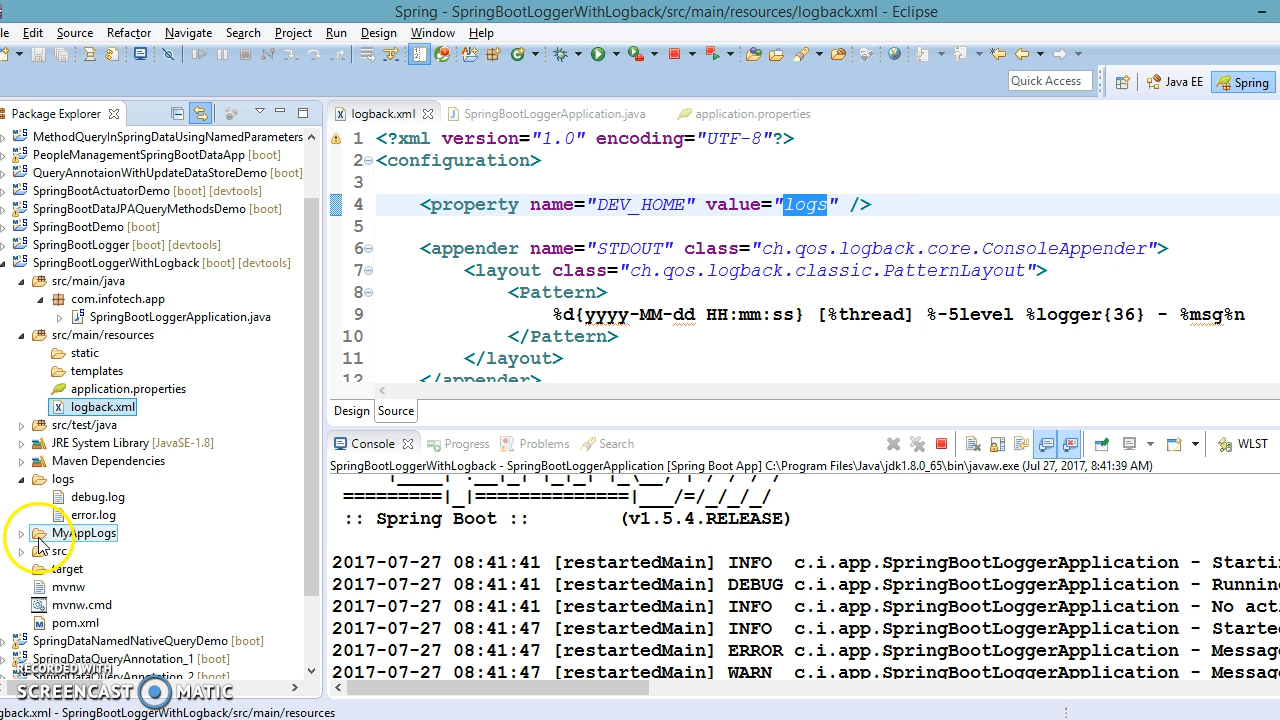 Spring - SpringBootLoggerWithLogback/src/main/resources/logback.xml - Eclipse
le Edit Source Refactor Navigate Search Project Run Design Window Help
Quick Access
Java EE
Spring
Package Explorer
MethodQueryInSpringDataUsingNamedParameters
PeopleManagementSpringBootDataApp [boot]
QueryAnnotaionWithUpdateDataStoreDemo [boot]
SpringBootActuatorDemo [boot] [devtools]
SpringBootDataJPAQueryMethodsDemo [boot]
SpringBootDemo [boot]
SpringBootLogger [boot] [devtools]
SpringBootLoggerWithLogback [boot] [devtools]
src/main/java
com.infotech.app
SpringBootLoggerApplication.java
src/main/resources
static
templates
application.properties
logback.xml
src/test/java
JRE System Library [JavaSE-1.8]
Maven Dependencies
logs
debug.log
error.log
MyAppLogs
src
target
mvnw
mvnw.cmd
pom.xml
SpringDataNamedNativeQueryDemo [boot]
SpringDataQueryAnnotation_1 [boot]
SpringDataQueryAnnotation_2 [boot]
RECORDED WITH
SCREENCAST MATIC
gback.xml - SpringBootLoggerWithLogback/src/main/resources
logback.xml SpringBootLoggerApplication.java application.properties
1 <?xml version="1.0" encoding="UTF-8"?>
2 <configuration>
3
4 <property name="DEV_HOME" value="logs" />
5
6 <appender name="STDOUT" class="ch.qos.logback.core.ConsoleAppender">
7 <layout class="ch.qos.logback.classic.PatternLayout">
8 <Pattern>
9 %d{yyyy-MM-dd HH:mm:ss} [%thread] %-5level %logger{36} - %msg%n
10 </Pattern>
11 </layout>
12 </appender>
Design Source
Console Progress Problems Search
WLST
SpringBootLoggerWithLogback - SpringBootLoggerApplication [Spring Boot App] C:\Program Files\Java\jdk1.8.0_65\bin\javaw.exe (Jul 27, 2017, 8:41:39 AM)
=========|_|==============|___/=/_/_/_/
:: Spring Boot :: (v1.5.4.RELEASE)
2017-07-27 08:41:41 [restartedMain] INFO c.i.app.SpringBootLoggerApplication - Starti
2017-07-27 08:41:41 [restartedMain] DEBUG c.i.app.SpringBootLoggerApplication - Runnin
2017-07-27 08:41:41 [restartedMain] INFO c.i.app.SpringBootLoggerApplication - No acti
2017-07-27 08:41:47 [restartedMain] INFO c.i.app.SpringBootLoggerApplication - Starte
2017-07-27 08:41:47 [restartedMain] ERROR c.i.app.SpringBootLoggerApplication - Messag
2017-07-27 08:41:47 [restartedMain] WARN c.i.app.SpringBootLoggerApplication - Messag